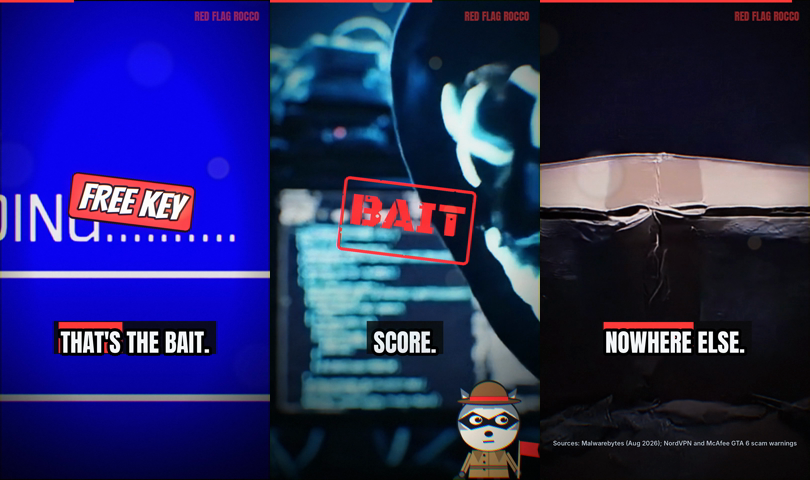 RED FLAG ROCCO
DING..........
FREE KEY
THAT'S THE BAIT.
RED FLAG ROCCO
BAIT
SCORE.
RED FLAG ROCCO
NOWHERE ELSE.
Sources: Malwarebytes (Aug 2026); NordVPN and McAfee GTA 6 scam warnings